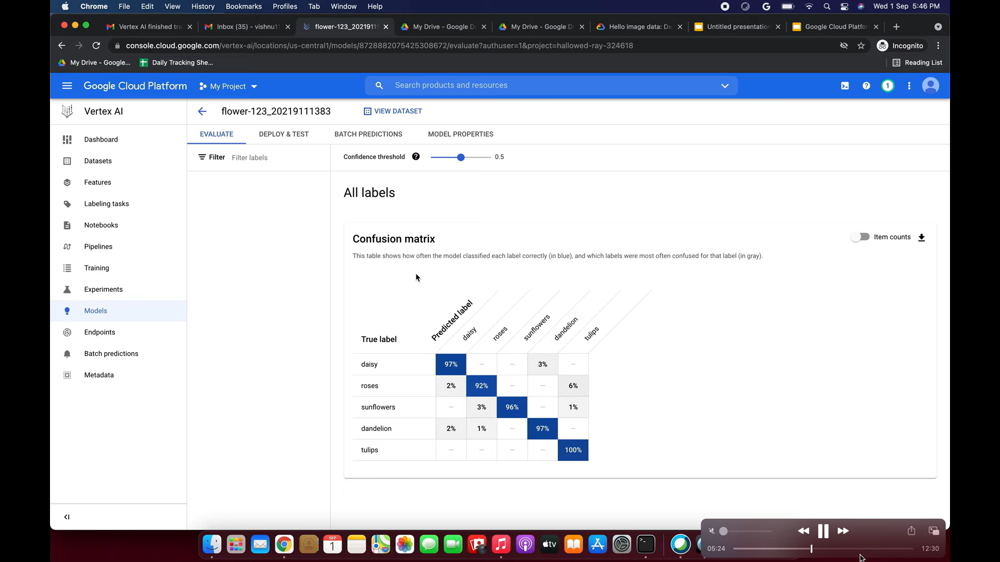 Chrome File Edit View History Bookmarks Profiles Tab Window Help Wed 1 Sep 5:46 PM
Vertex AI finished tra Inbox (35) - vishnu11 flower-123_2021911 My Drive - Google D My Drive - Google D Hello image data: De Untitled presentation Google Cloud Platfor
console.cloud.google.com/vertex-ai/locations/us-central1/models/8728882075425308672/evaluate?authuser=1&project=hallowed-ray-324618 Incognito
My Drive - Google... Daily Tracking She... Reading List
Google Cloud Platform My Project Search products and resources 1
Vertex AI flower-123_20219111383 VIEW DATASET
EVALUATE DEPLOY & TEST BATCH PREDICTIONS MODEL PROPERTIES
Dashboard
Datasets
Features
Labeling tasks
Notebooks
Pipelines
Training
Experiments
Models
Endpoints
Batch predictions
Metadata
Filter Filter labels Confidence threshold 0.5
All labels
Confusion matrix Item counts
This table shows how often the model classified each label correctly (in blue), and which labels were most often confused for that label (in gray).
True label Predicted label daisy roses sunflowers dandelion tulips
daisy 97% – – 3% –
roses 2% 92% – – 6%
sunflowers – 3% 96% – 1%
dandelion 2% 1% – 97% –
tulips – – – – 100%
SEP
1
tv
05:24 12:30